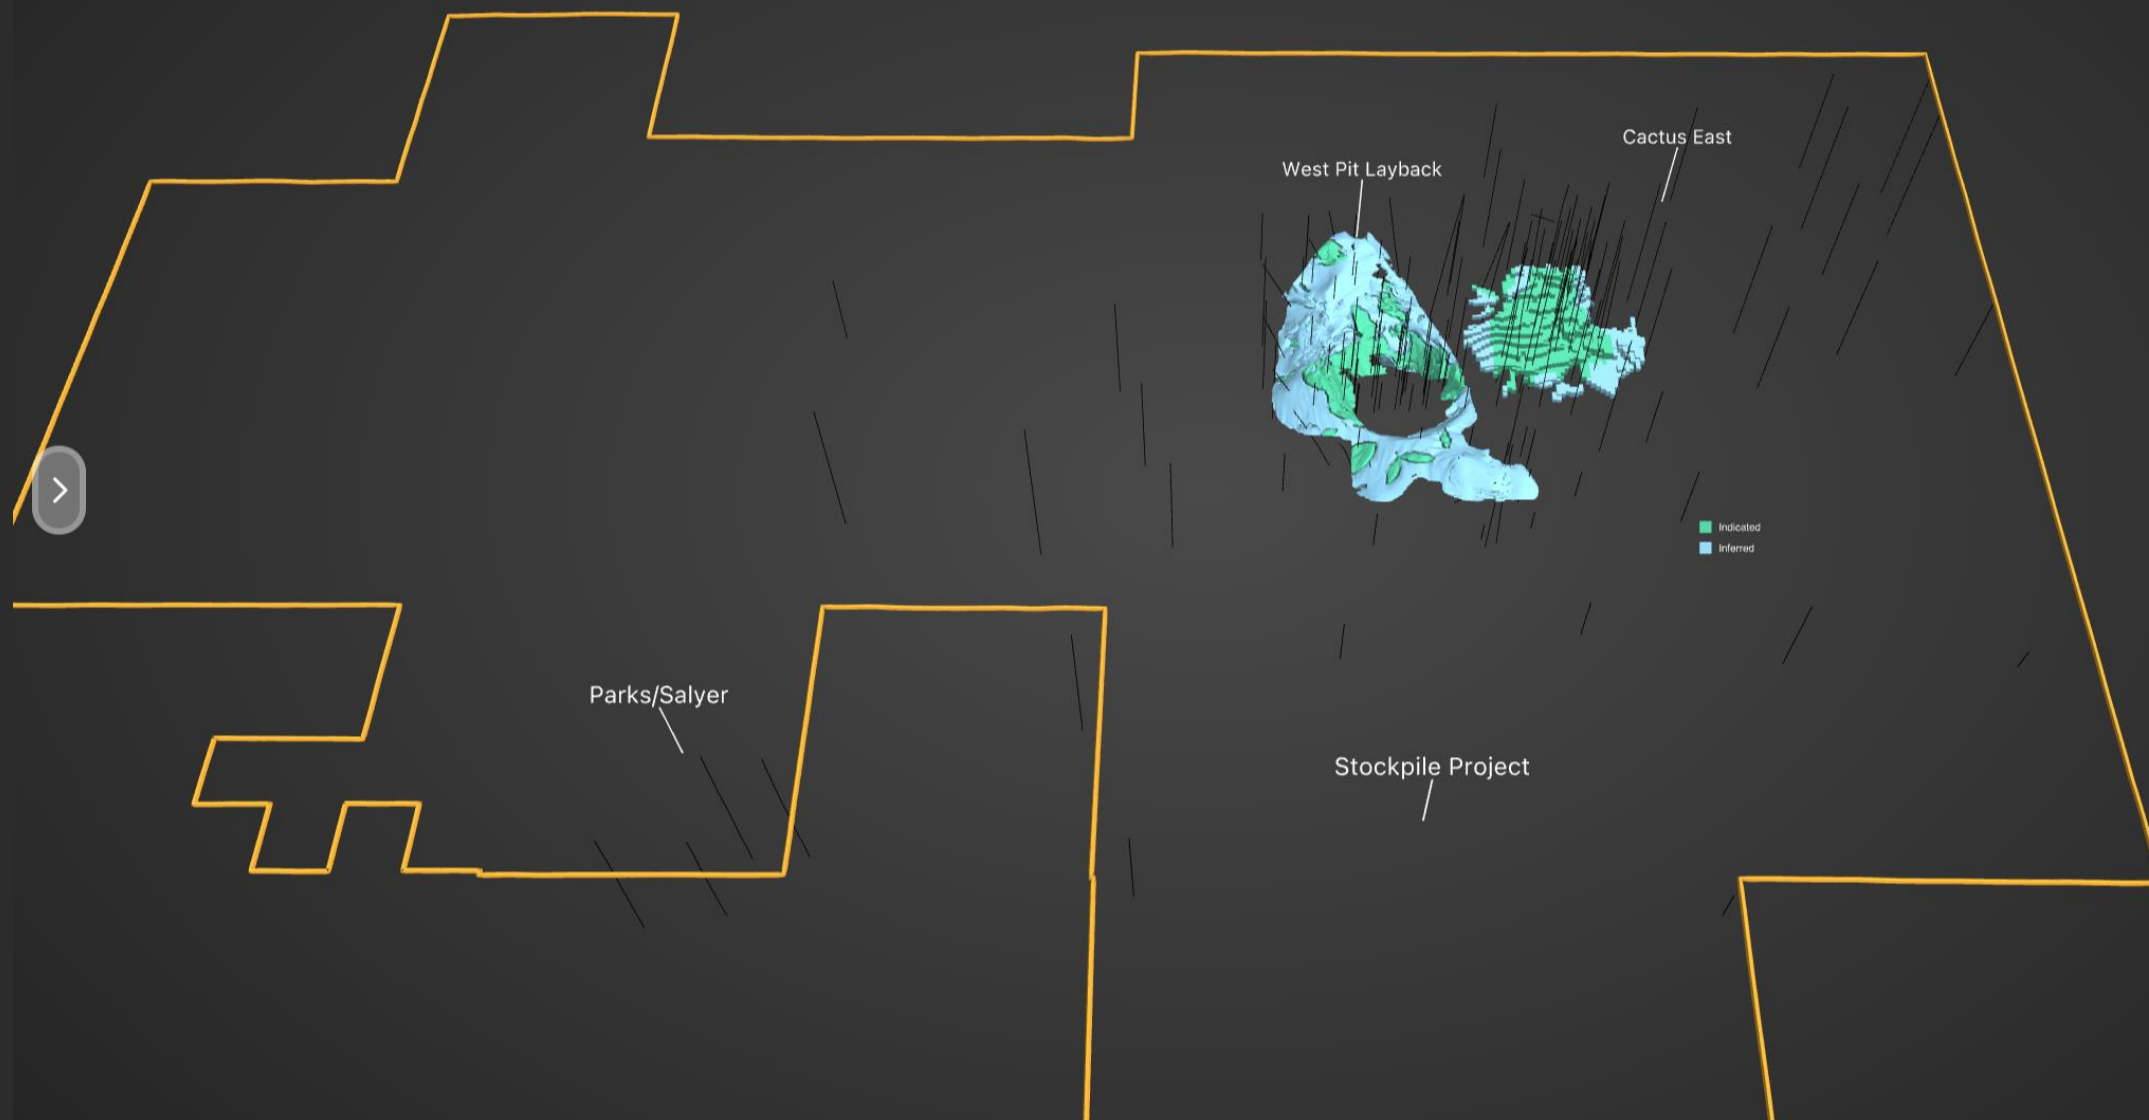 Cactus East
West Pit Layback
Indicated
Inferred
Parks/Salyer
Stockpile Project